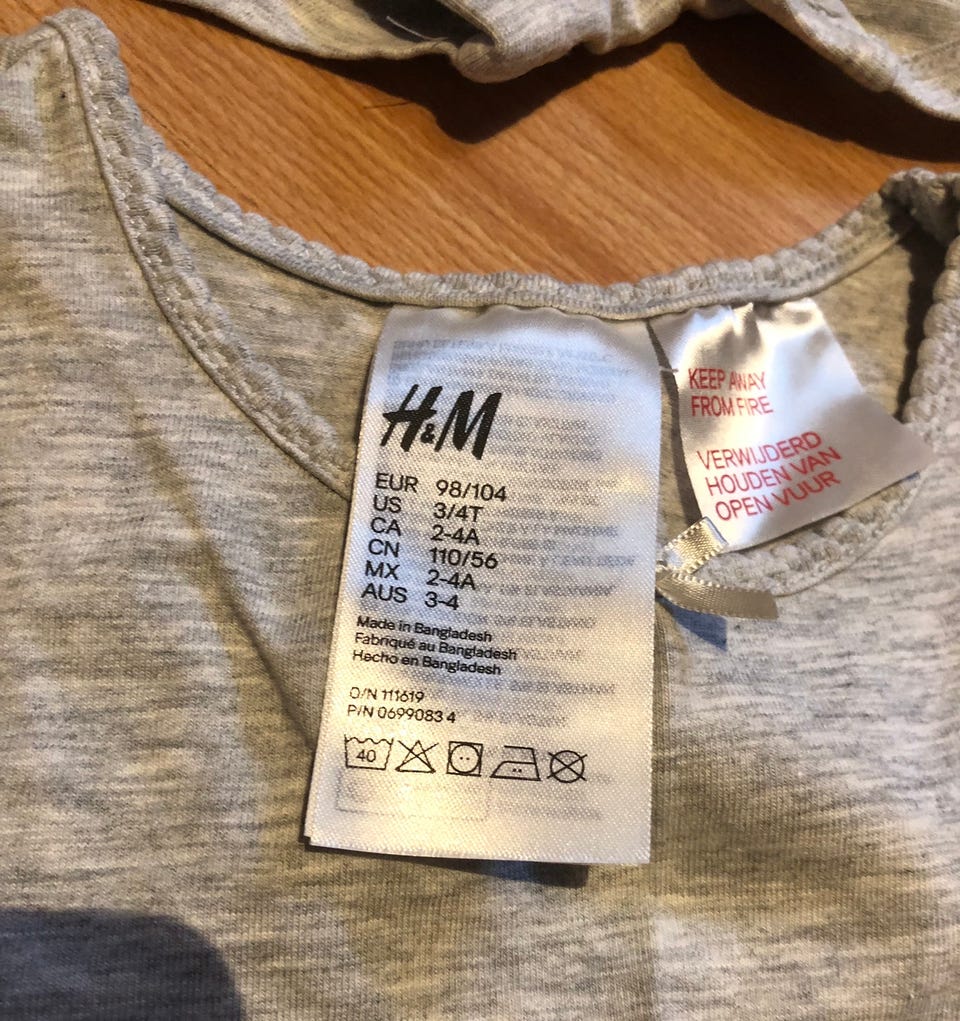 H&M
EUR 98/104
US 3/4T
CA 2-4A
CN 110/56
MX 2-4A
AUS 3-4
Made in Bangladesh
Fabriqué au Bangladesh
Hecho en Bangladesh
O/N 111619
P/N 0699083 4
40
KEEP AWAY
FROM FIRE
VERWIJDERD
HOUDEN VAN
OPEN VUUR